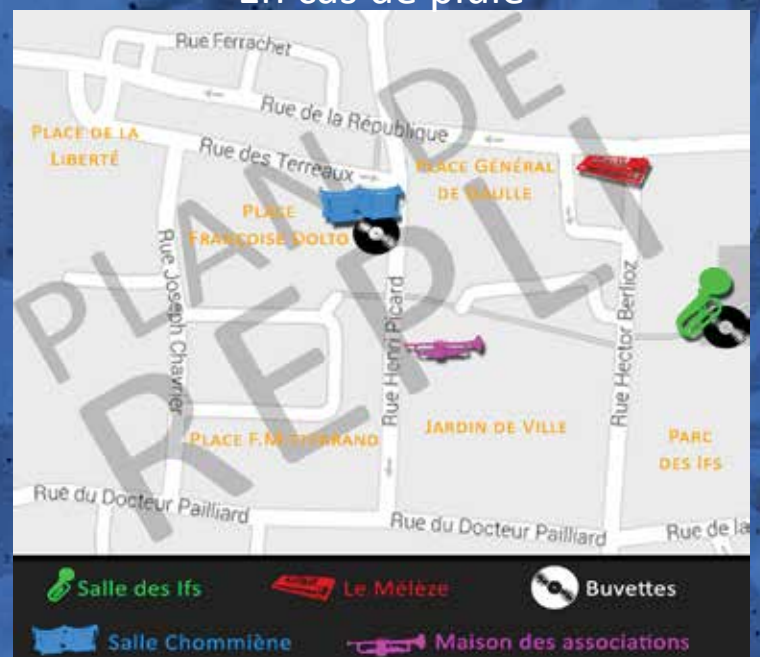 En cas de pluie
Rue Ferrachet
Rue de la République
PLACE DE LA
LIBERTÉ
Rue des Terreaux
PLACE GÉNÉRAL
DE GAULLE
PLACE
FRANÇOISE DOLTO
PLAN DE
REPLI
Rue Joseph Chavrier
Rue Henri Picard
Rue Hector Berlioz
PLACE F.MITTERRAND
JARDIN DE VILLE
PARC
DES IFS
Rue du Docteur Pailliard
Rue du Docteur Pailliard
Rue de la
Salle des Ifs
Le Mélèze
Buvettes
Salle Chommiène
Maison des associations